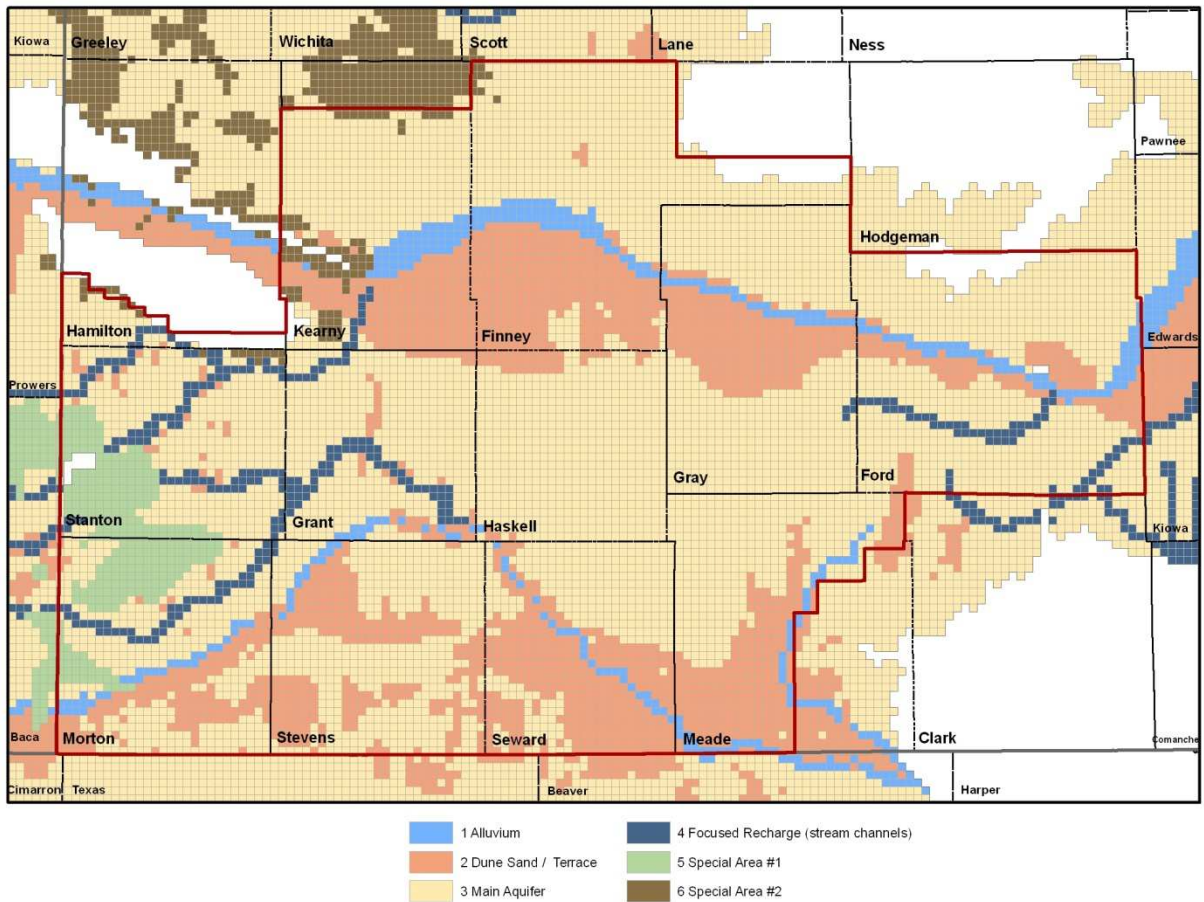 Kiowa Greeley Wichita Scott Lane Ness
Pawnee
Hodgeman
Hamilton Kearny Finney Edwards
Prowers
Gray Ford
Stanton Grant Haskell Kiowa
Baca Morton Stevens Seward Meade Clark Comanche
Cimarron Texas Beaver Harper
1 Alluvium
2 Dune Sand / Terrace
3 Main Aquifer
4 Focused Recharge (stream channels)
5 Special Area #1
6 Special Area #2